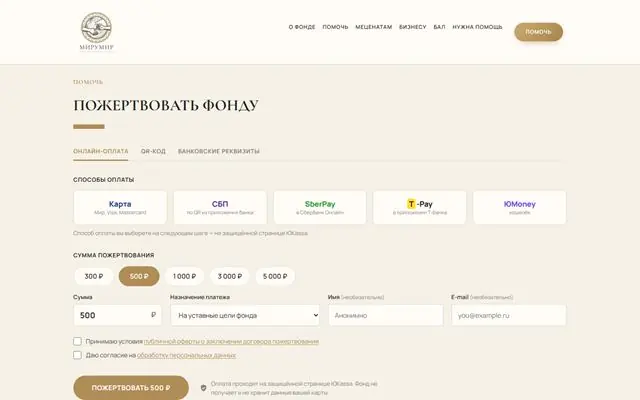 МИРУМИР
О ФОНДЕ ПОМОЧЬ МЕЦЕНАТАМ БИЗНЕСУ БАЛ НУЖНА ПОМОЩЬ
ПОМОЧЬ
ПОМОЧЬ
ПОЖЕРТВОВАТЬ ФОНДУ
ОНЛАЙН-ОПЛАТА QR-КОД БАНКОВСКИЕ РЕКВИЗИТЫ
СПОСОБЫ ОПЛАТЫ
Карта СБП SberPay T-Pay ЮMoney
Мир, Visa, Mastercard по QR из приложения банка в Сбербанк Онлайн в приложении Т-Банка кошелёк
Способ оплаты вы выберете на следующем шаге — на защищённой странице ЮKassa.
СУММА ПОЖЕРТВОВАНИЯ
300 ₽ 500 ₽ 1 000 ₽ 3 000 ₽ 5 000 ₽
Сумма Назначение платежа Имя (необязательно) E-mail (необязательно)
500 ₽ На уставные цели фонда Анонимно you@example.ru
Принимаю условия публичной оферты о заключении договора пожертвования
Даю согласие на обработку персональных данных
ПОЖЕРТВОВАТЬ 500 ₽
Оплата проходит на защищённой странице ЮKassa. Фонд не
получает и не хранит данные вашей карты.